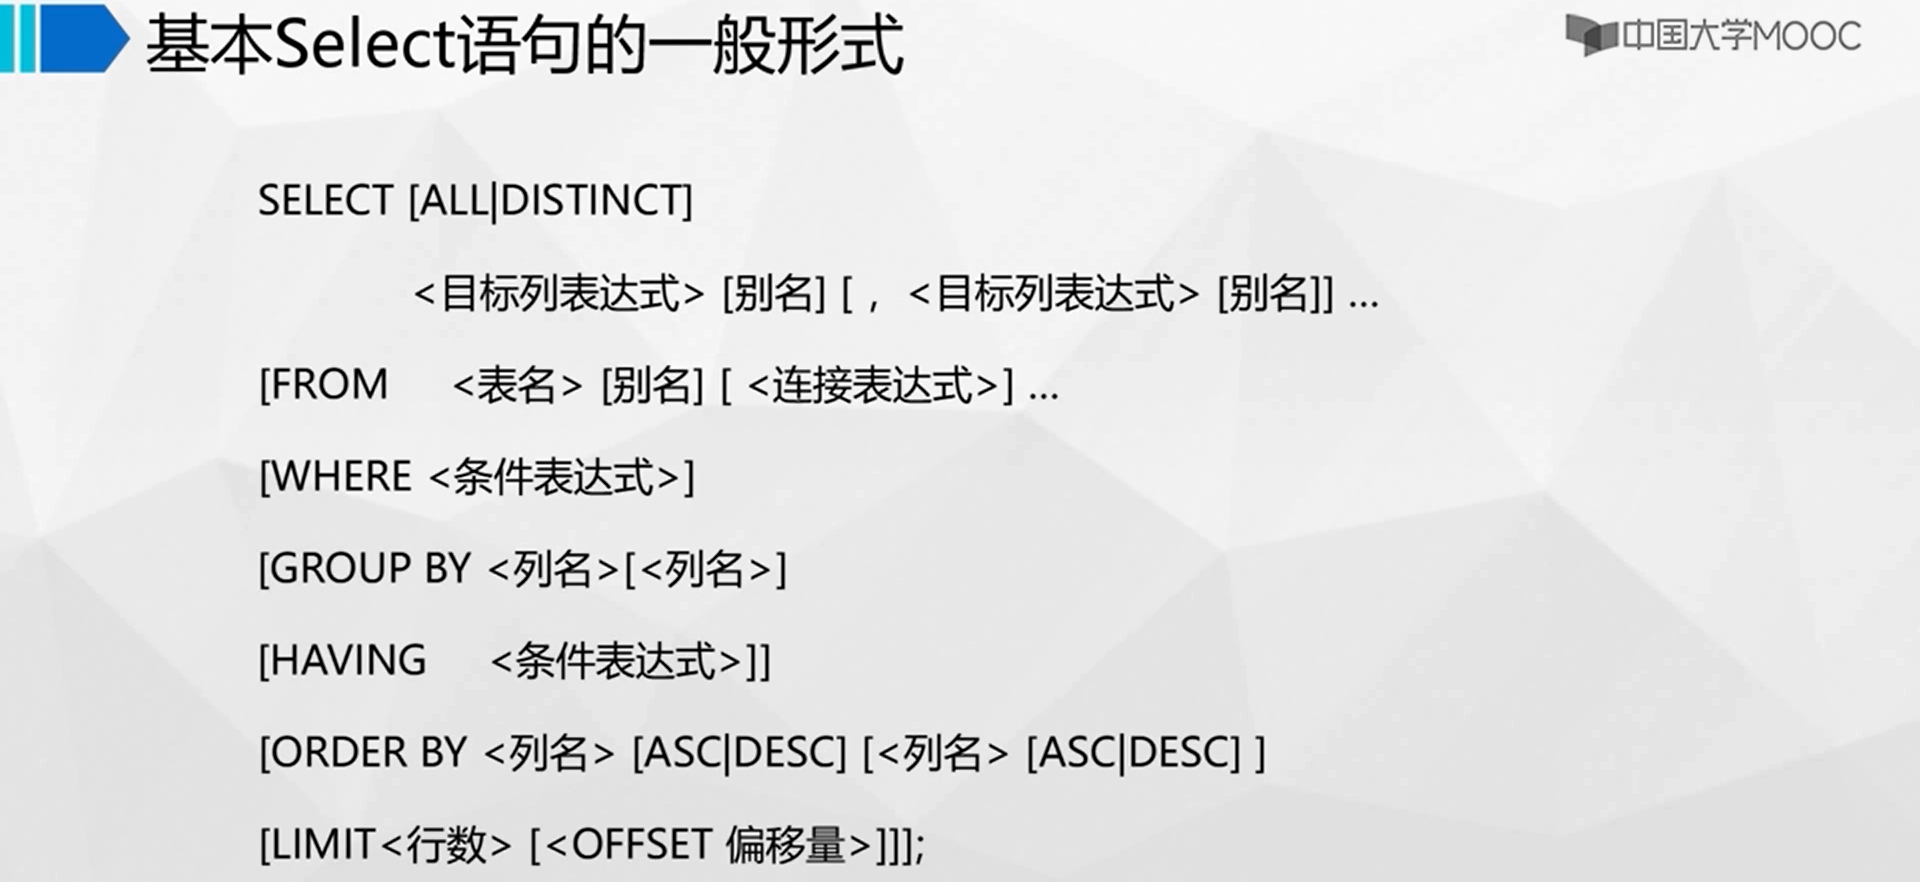 基本Select语句的一般形式
中国大学MOOC
SELECT [ALL|DISTINCT]
<目标列表达式> [别名] [ , <目标列表达式> [别名]] ...
[FROM <表名> [别名] [ <连接表达式>] ...
[WHERE <条件表达式>]
[GROUP BY <列名>[<列名>]
[HAVING <条件表达式>]]
[ORDER BY <列名> [ASC|DESC] [<列名> [ASC|DESC] ]
[LIMIT<行数> [<OFFSET 偏移量>]]];